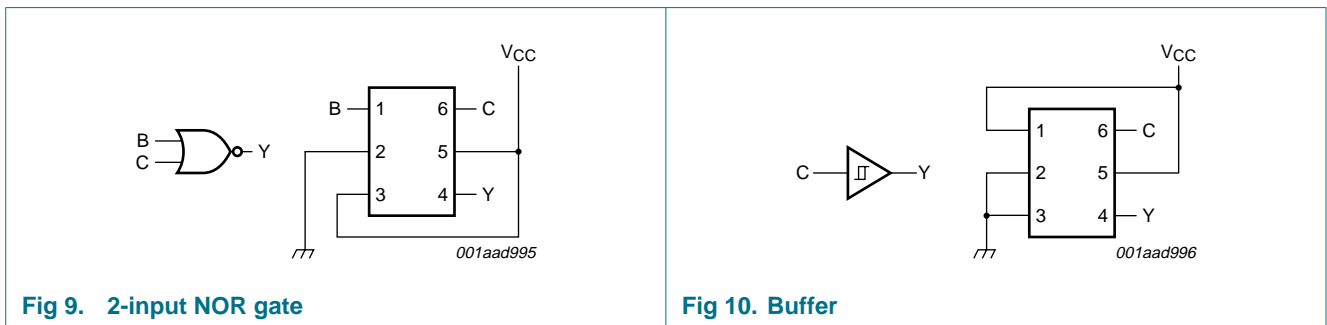 VCC
B 1 6 C
B
C Y
2 5
3 4 Y
001aad995
Fig 9. 2-input NOR gate
VCC
1 6 C
C Y
2 5
3 4 Y
001aad996
Fig 10. Buffer